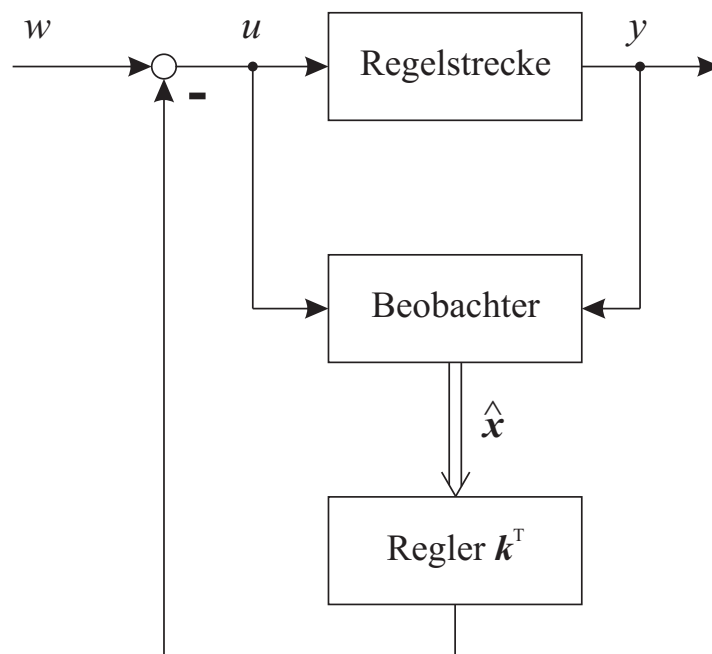 w
u
Regelstrecke
y
-
Beobachter
x̂
Regler kᵀ